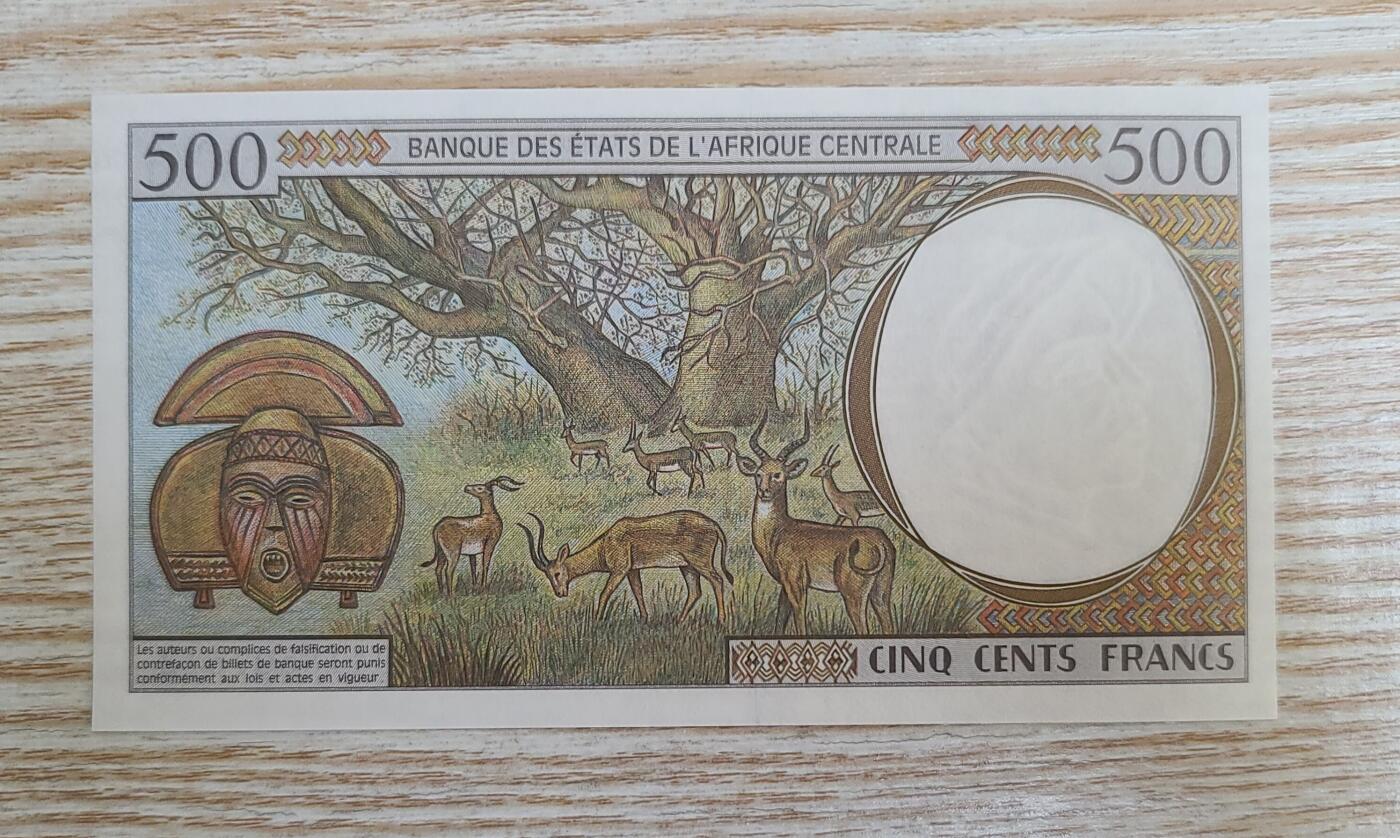 500 BANQUE DES ÉTATS DE L'AFRIQUE CENTRALE 500
Les auteurs ou complices de falsification ou de
contrefaçon de billets de banque seront punis
conformément aux lois et actes en vigueur
CINQ CENTS FRANCS